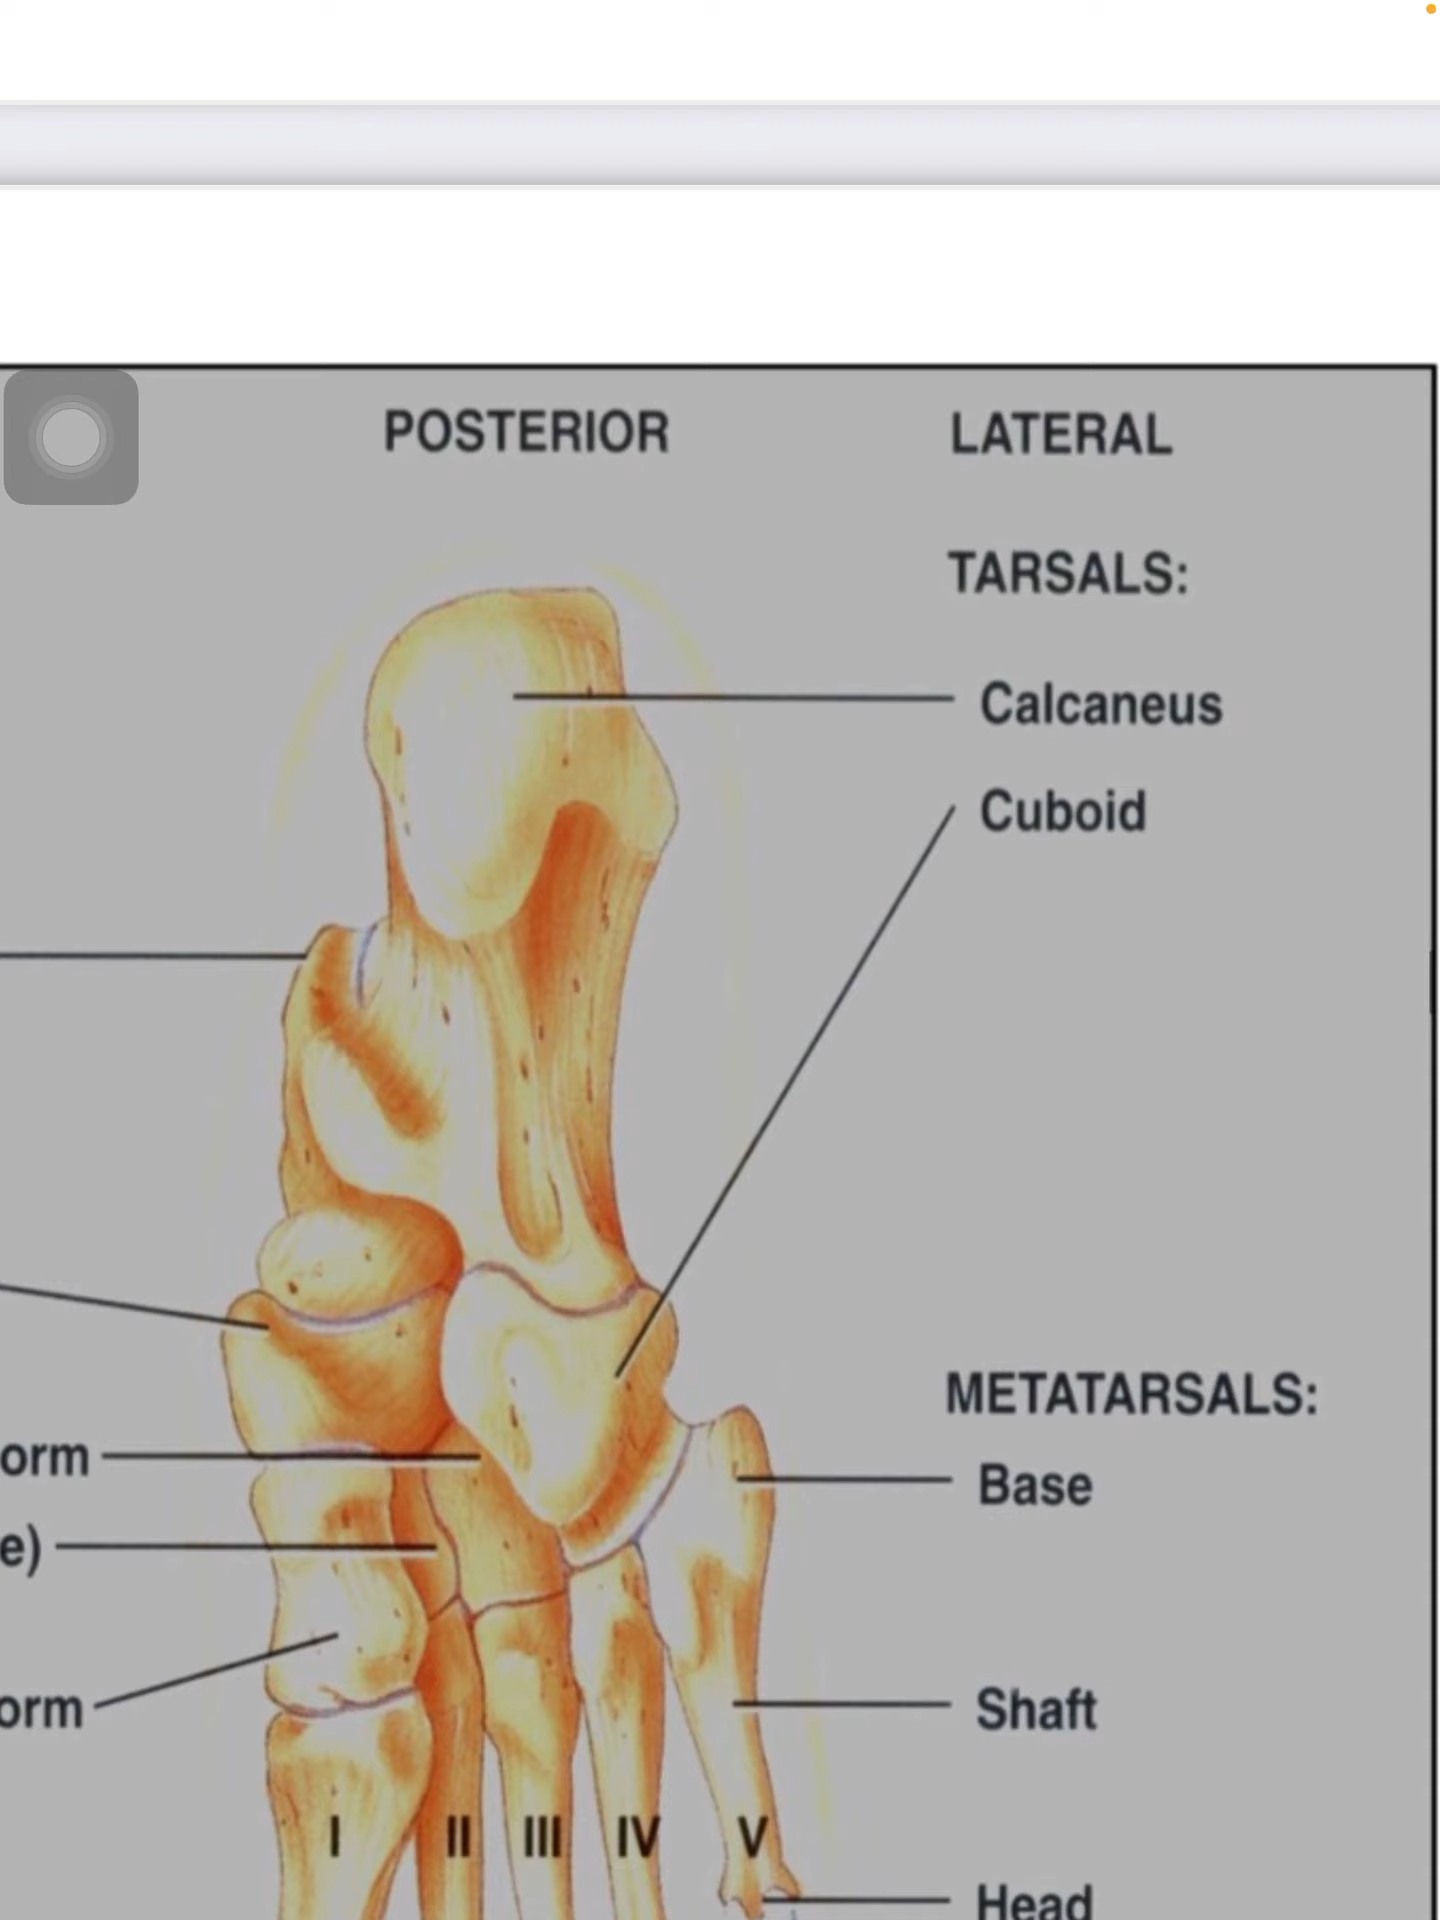 POSTERIOR LATERAL
TARSALS:
Calcaneus
Cuboid
METATARSALS:
orm
Base
e)
orm
Shaft
I II III IV V
Head